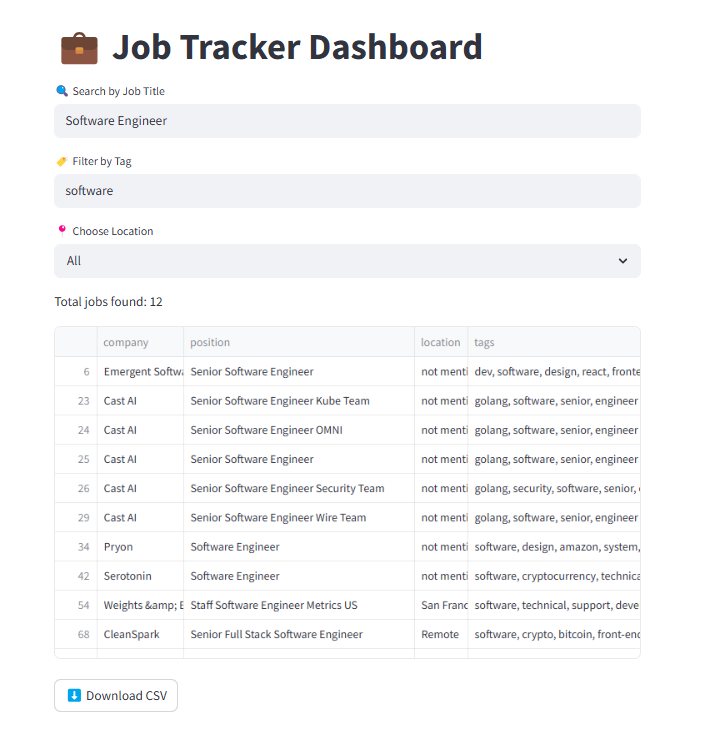 Job Tracker Dashboard
Search by Job Title
Software Engineer
Filter by Tag
software
Choose Location
All
Total jobs found: 12
company position location tags
6 Emergent Softwa Senior Software Engineer not menti dev, software, design, react, fronte
23 Cast AI Senior Software Engineer Kube Team not menti golang, software, senior, engineer
24 Cast AI Senior Software Engineer OMNI not menti golang, software, senior, engineer
25 Cast AI Senior Software Engineer not menti golang, software, senior, engineer
26 Cast AI Senior Software Engineer Security Team not menti golang, security, software, senior,
29 Cast AI Senior Software Engineer Wire Team not menti golang, software, senior, engineer
34 Pryon Software Engineer not menti software, design, amazon, system,
42 Serotonin Software Engineer not menti software, cryptocurrency, technica
54 Weights &amp; Staff Software Engineer Metrics US San Franc software, technical, support, deve
68 CleanSpark Senior Full Stack Software Engineer Remote software, crypto, bitcoin, front-end
Download CSV